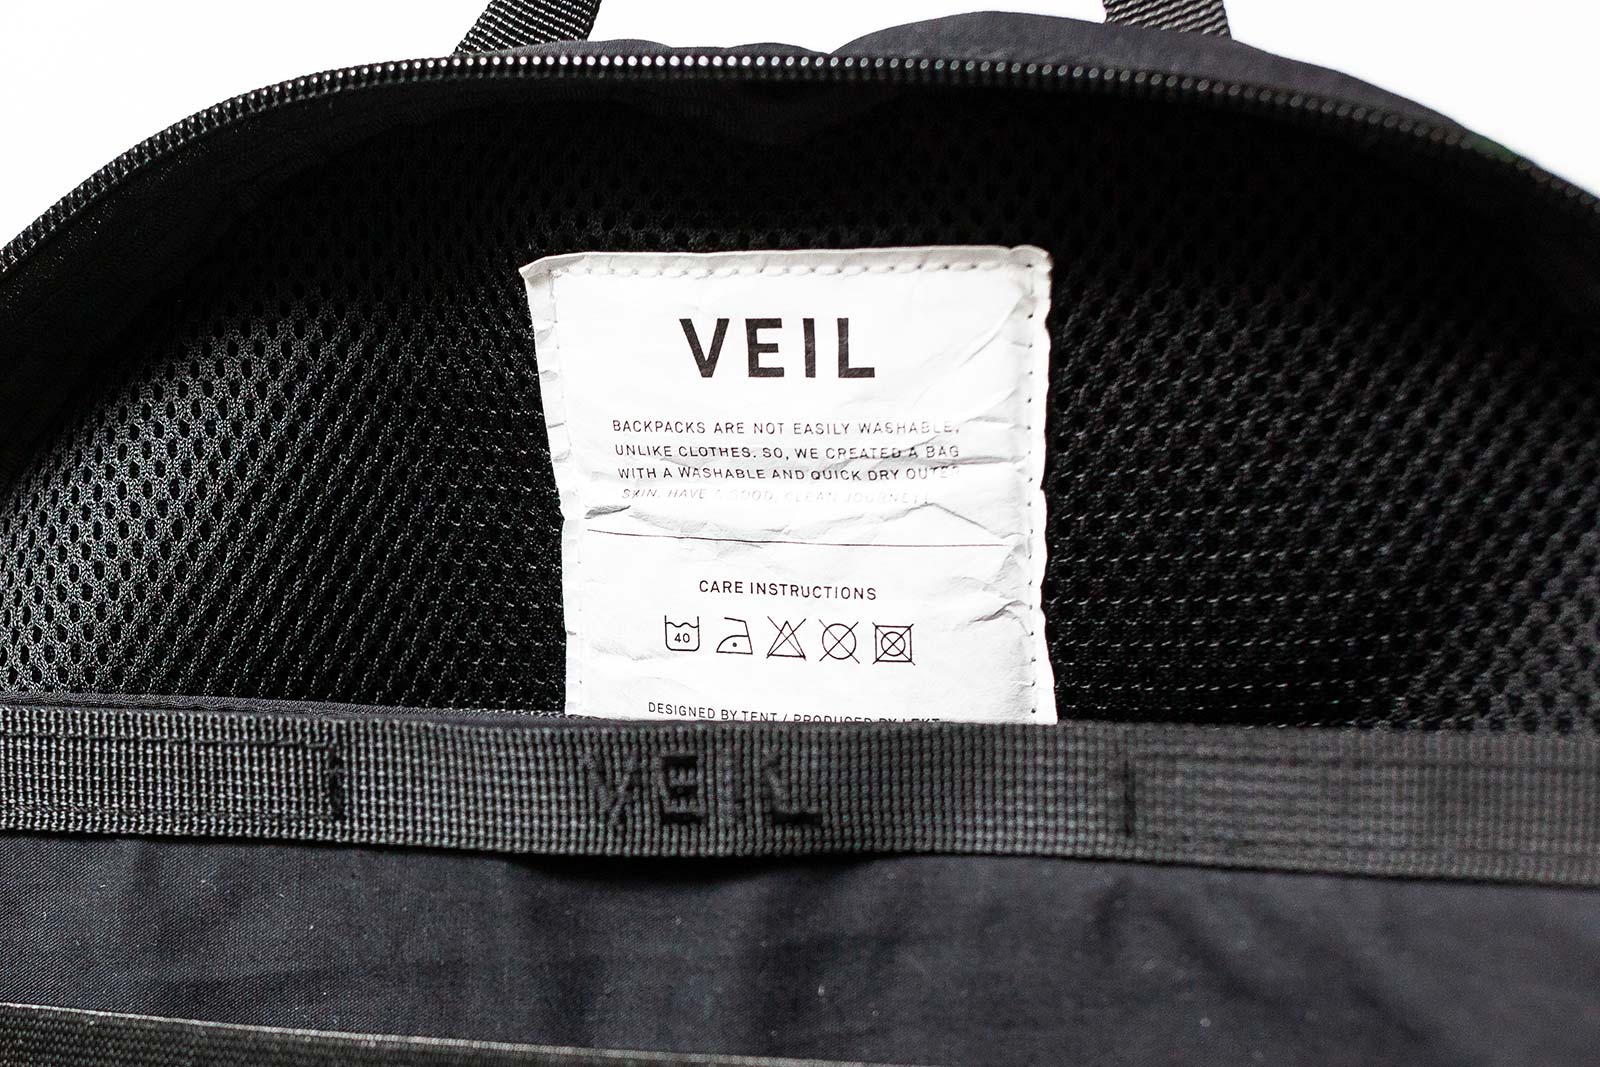 VEIL
BACKPACKS ARE NOT EASILY WASHABLE,
UNLIKE CLOTHES. SO, WE CREATED A BAG
WITH A WASHABLE AND QUICK DRY OUTER
SKIN. HAVE A GOOD, CLEAN JOURNEY!
CARE INSTRUCTIONS
40
DESIGNED BY TENT / PRODUCED BY
VEIL